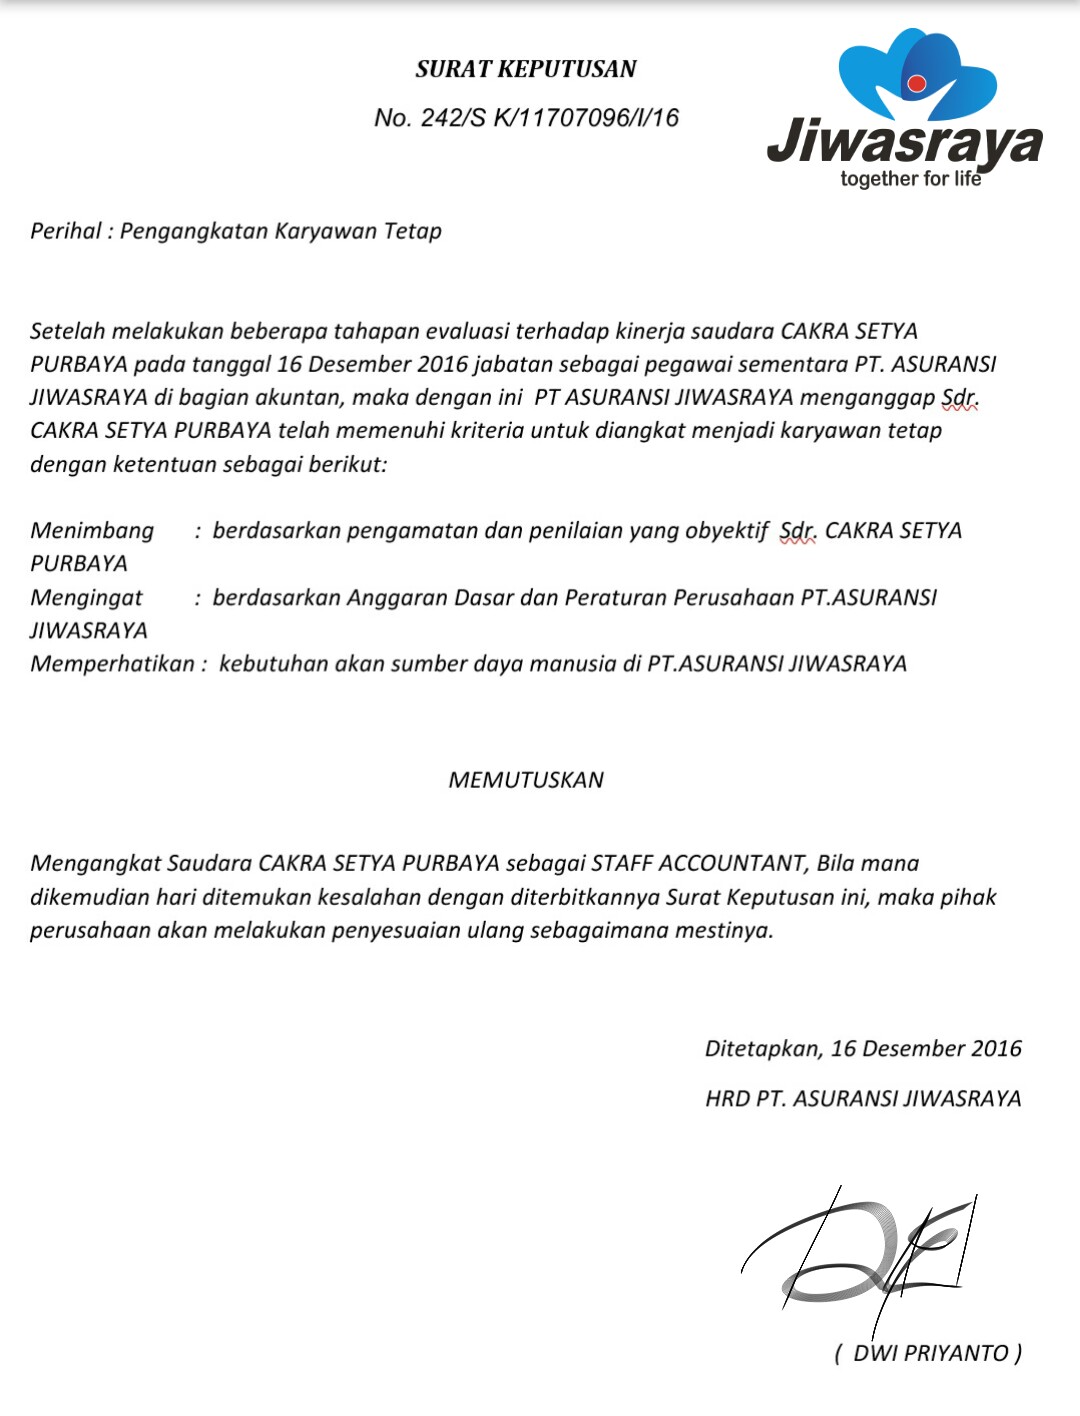 SURAT KEPUTUSAN
No. 242/S K/11707096/I/16
Jiwasraya
together for life
Perihal : Pengangkatan Karyawan Tetap
Setelah melakukan beberapa tahapan evaluasi terhadap kinerja saudara CAKRA SETYA
PURBAYA pada tanggal 16 Desember 2016 jabatan sebagai pegawai sementara PT. ASURANSI
JIWASRAYA di bagian akuntan, maka dengan ini  PT ASURANSI JIWASRAYA menganggap Sdr.
CAKRA SETYA PURBAYA telah memenuhi kriteria untuk diangkat menjadi karyawan tetap
dengan ketentuan sebagai berikut:
Menimbang : berdasarkan pengamatan dan penilaian yang obyektif  Sdr. CAKRA SETYA
PURBAYA
Mengingat : berdasarkan Anggaran Dasar dan Peraturan Perusahaan PT.ASURANSI
JIWASRAYA
Memperhatikan : kebutuhan akan sumber daya manusia di PT.ASURANSI JIWASRAYA
MEMUTUSKAN
Mengangkat Saudara CAKRA SETYA PURBAYA sebagai STAFF ACCOUNTANT, Bila mana
dikemudian hari ditemukan kesalahan dengan diterbitkannya Surat Keputusan ini, maka pihak
perusahaan akan melakukan penyesuaian ulang sebagaimana mestinya.
Ditetapkan, 16 Desember 2016
HRD PT. ASURANSI JIWASRAYA
( DWI PRIYANTO )